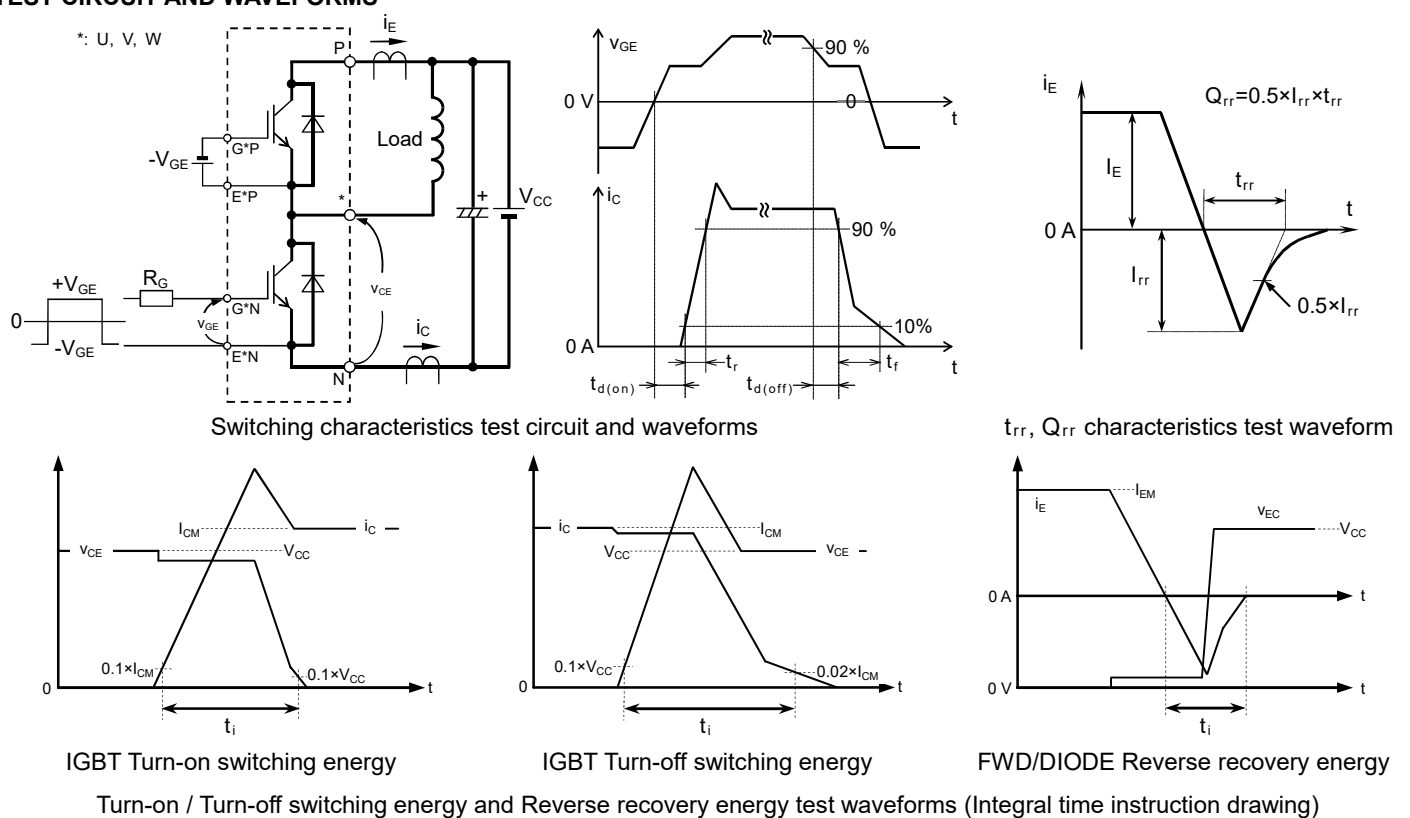 TEST CIRCUIT AND WAVEFORMS
*: U, V, W
P
iE
G*P
-VGE
E*P
Load
*
+
VCC
+VGE
RG
0
-VGE
G*N
vGE
E*N
vCE
iC
N
vGE
90 %
0 V
0
t
iC
90 %
10%
0 A
tr
tf
t
td(on)
td(off)
iE
Qrr=0.5×Irr×trr
IE
trr
t
0 A
Irr
0.5×Irr
Switching characteristics test circuit and waveforms
trr, Qrr characteristics test waveform
ICM
iC
vCE
VCC
0.1×ICM
0.1×VCC
0
t
ti
IGBT Turn-on switching energy
iC
ICM
VCC
vCE
0.1×VCC
0.02×ICM
0
t
ti
IGBT Turn-off switching energy
iE
IEM
vEC
VCC
0 A
t
0 V
t
ti
FWD/DIODE Reverse recovery energy
Turn-on / Turn-off switching energy and Reverse recovery energy test waveforms (Integral time instruction drawing)